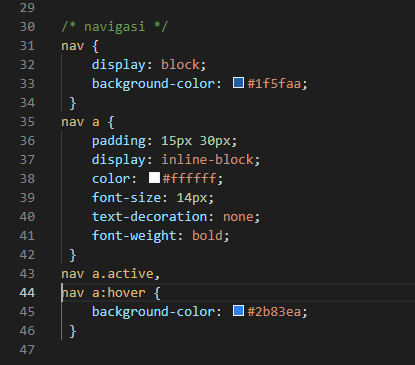 29
30 /* navigasi */
31 nav {
32 display: block;
33 background-color: #1f5faa;
34 }
35 nav a {
36 padding: 15px 30px;
37 display: inline-block;
38 color: #ffffff;
39 font-size: 14px;
40 text-decoration: none;
41 font-weight: bold;
42 }
43 nav a.active,
44 nav a:hover {
45 background-color: #2b83ea;
46 }
47